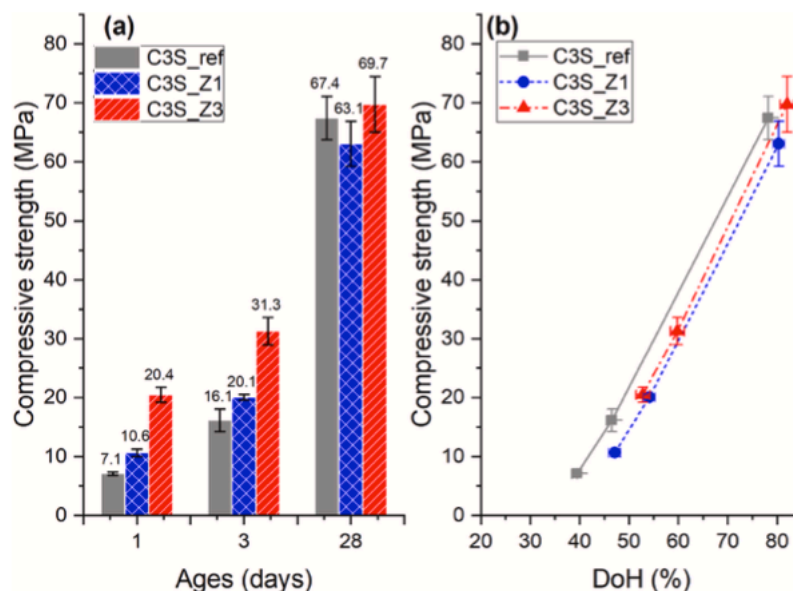 (a)
C3S_ref
C3S_Z1
C3S_Z3
80
70
60
50
40
30
20
10
0
Compressive strength (MPa)
7.1
10.6
20.4
16.1
20.1
31.3
67.4
63.1
69.7
1
3
28
Ages (days)
(b)
C3S_ref
C3S_Z1
C3S_Z3
80
70
60
50
40
30
20
10
0
Compressive strength (MPa)
20 30 40 50 60 70 80
DoH (%)